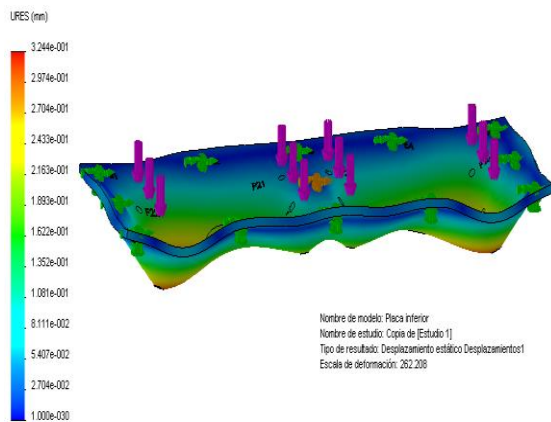 URES (mm)
3.244e-001
2.974e-001
2.704e-001
2.433e-001
2.163e-001
1.893e-001
1.622e-001
1.352e-001
1.081e-001
8.111e-002
5.407e-002
2.704e-002
1.000e-030
P21
Nombre de modelo: Placa inferior
Nombre de estudio: Copia de [Estudio 1]
Tipo de resultado: Desplazamiento estático Desplazamientos1
Escala de deformación: 262.208